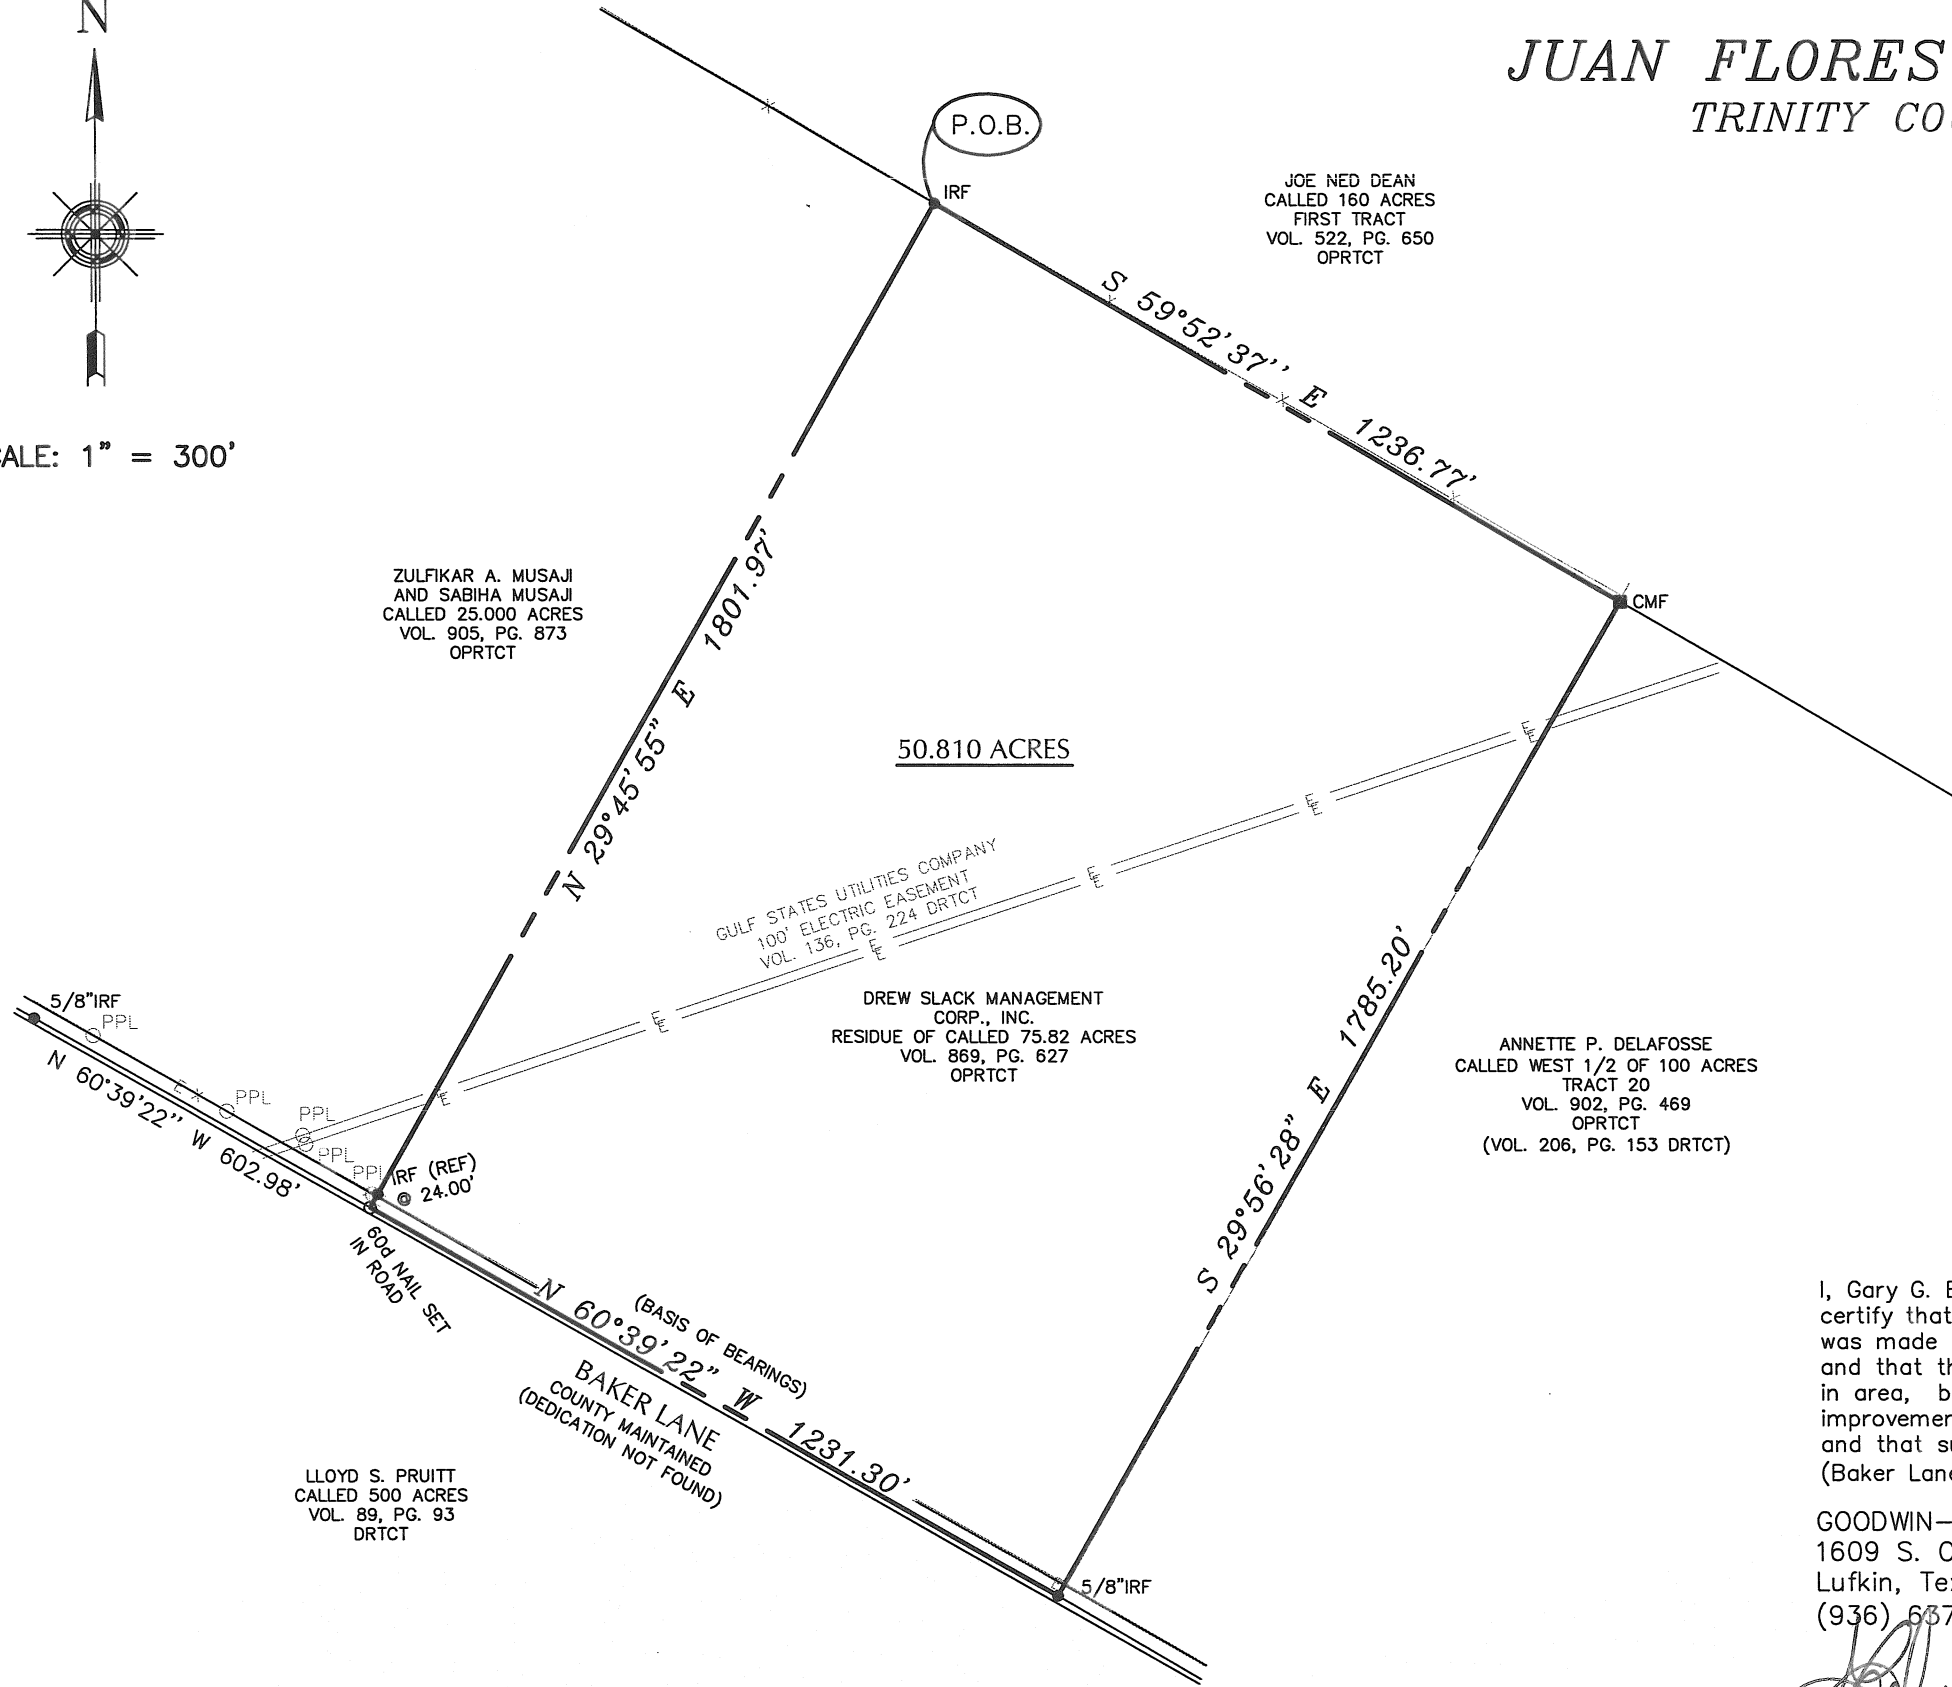 N
JUAN FLORES
TRINITY COU
P.O.B.
IRF
JOE NED DEAN
CALLED 160 ACRES
FIRST TRACT
VOL. 522, PG. 650
OPRTCT
S 59°52'37'' E 1236.77'
CALE: 1" = 300'
CMF
ZULFIKAR A. MUSAJI
AND SABIHA MUSAJI
CALLED 25.000 ACRES
VOL. 905, PG. 873
OPRTCT
N 29°45'55" E 1801.97'
50.810 ACRES
GULF STATES UTILITIES COMPANY
100' ELECTRIC EASEMENT
VOL. 136, PG. 224 DRTCT
E
E
E
E
E
E
E
E
E
E
E
DREW SLACK MANAGEMENT
CORP., INC.
RESIDUE OF CALLED 75.82 ACRES
VOL. 869, PG. 627
OPRTCT
S 29°56'28" E 1785.20'
ANNETTE P. DELAFOSSE
CALLED WEST 1/2 OF 100 ACRES
TRACT 20
VOL. 902, PG. 469
OPRTCT
(VOL. 206, PG. 153 DRTCT)
5/8"IRF
PPL
PPL
PPL
PPL
PPL
E
N 60°39'22" W 602.98'
IRF (REF)
@ 24.00'
60d NAIL SET
IN ROAD
N 60°39'22" W 1231.30'
(BASIS OF BEARINGS)
BAKER LANE
COUNTY MAINTAINED
(DEDICATION NOT FOUND)
5/8"IRF
LLOYD S. PRUITT
CALLED 500 ACRES
VOL. 89, PG. 93
DRTCT
I, Gary G. B
certify that
was made
and that th
in area, b
improvemen
and that su
(Baker Lane
GOODWIN-
1609 S. C
Lufkin, Tex
(936) 637